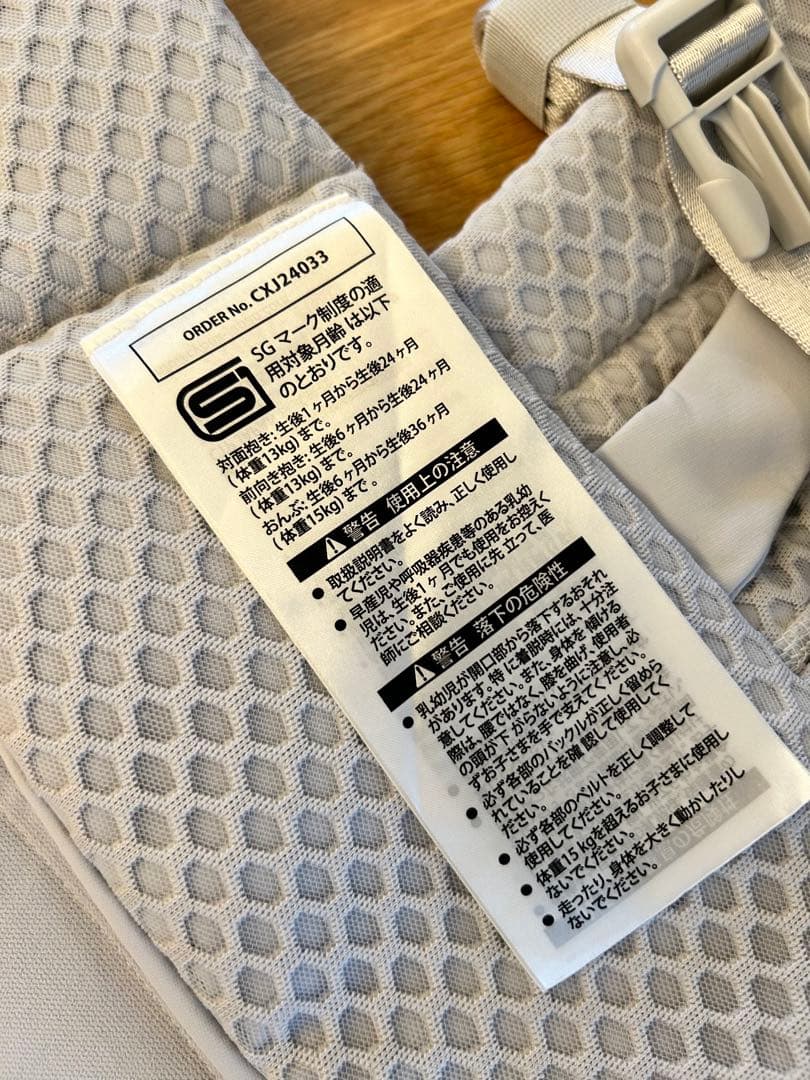 ORDER No. CXJ24033
SG マーク制度の適
用対象月齢 は以下
のとおりです。
対面抱き: 生後1ヶ月から生後24ヶ月
(体重13kg) まで。
前向き抱き: 生後6ヶ月から生後24ヶ月
(体重13kg) まで。
おんぶ: 生後6ヶ月から生後36ヶ月
(体重15kg) まで。
警告 使用上の注意
● 取扱説明書をよく読み、正しく使用し
てください。
● 早産児や呼吸器疾患等のある乳幼
児は、生後1ヶ月でも使用をお控えく
ださい。また、ご使用に先 立って、医
師にご相談ください。
警告 落下の危険性
● 乳幼児が開口部から落下するおそれ
があります。特 に着脱時には、十分注
意してください。また、身体を 傾ける
際は、腰ではなく、膝を曲げ、使用者
の頭が下 がらないように注意し、必
ずお子さまを手で支えてください。
● 必ず各部のバックルが正しく留めら
れていることを確 認して使用してく
ださい。
● 必ず各部のベルトを正しく調整して
使用してください。
● 体重15 kgを超えるお子さまに使用し
ないでください。
● 走ったり、身体を大きく動かしたりし
ないでください。